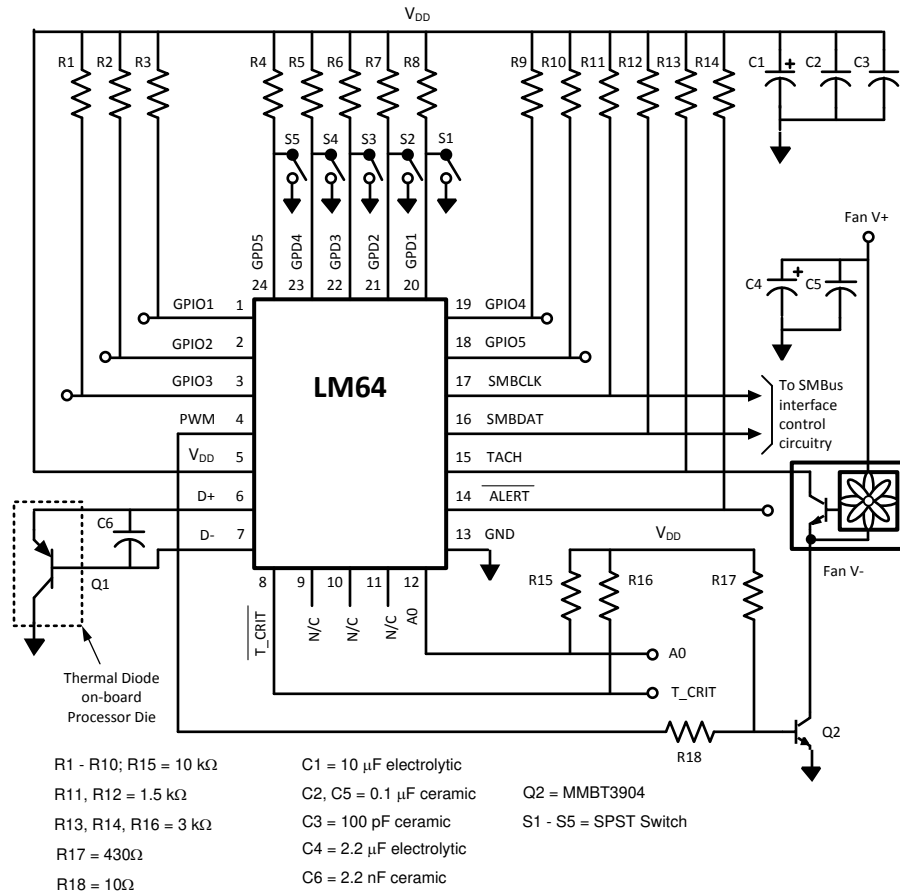 V_DD
R1 R2 R3 R4 R5 R6 R7 R8 R9 R10 R11 R12 R13 R14 C1 + C2 C3
S5 S4 S3 S2 S1
Fan V+
GPD5 GPD4 GPD3 GPD2 GPD1
C4 + C5
24 23 22 21 20
GPIO1 1 19 GPIO4
GPIO2 2 18 GPIO5
LM64
GPIO3 3 17 SMBCLK
To SMBus
interface
control
circuitry
PWM 4 16 SMBDAT
V_DD 5 15 TACH
D+ 6 14 ALERT
C6
D- 7 13 GND
V_DD
Fan V-
Q1
8 9 10 11 12
R15 R16 R17
T_CRIT N/C N/C N/C A0
A0
T_CRIT
Thermal Diode
on-board
Processor Die
R18
Q2
R1 - R10; R15 = 10 kΩ
R11, R12 = 1.5 kΩ
R13, R14, R16 = 3 kΩ
R17 = 430Ω
R18 = 10Ω
C1 = 10 μF electrolytic
C2, C5 = 0.1 μF ceramic
C3 = 100 pF ceramic
C4 = 2.2 μF electrolytic
C6 = 2.2 nF ceramic
Q2 = MMBT3904
S1 - S5 = SPST Switch